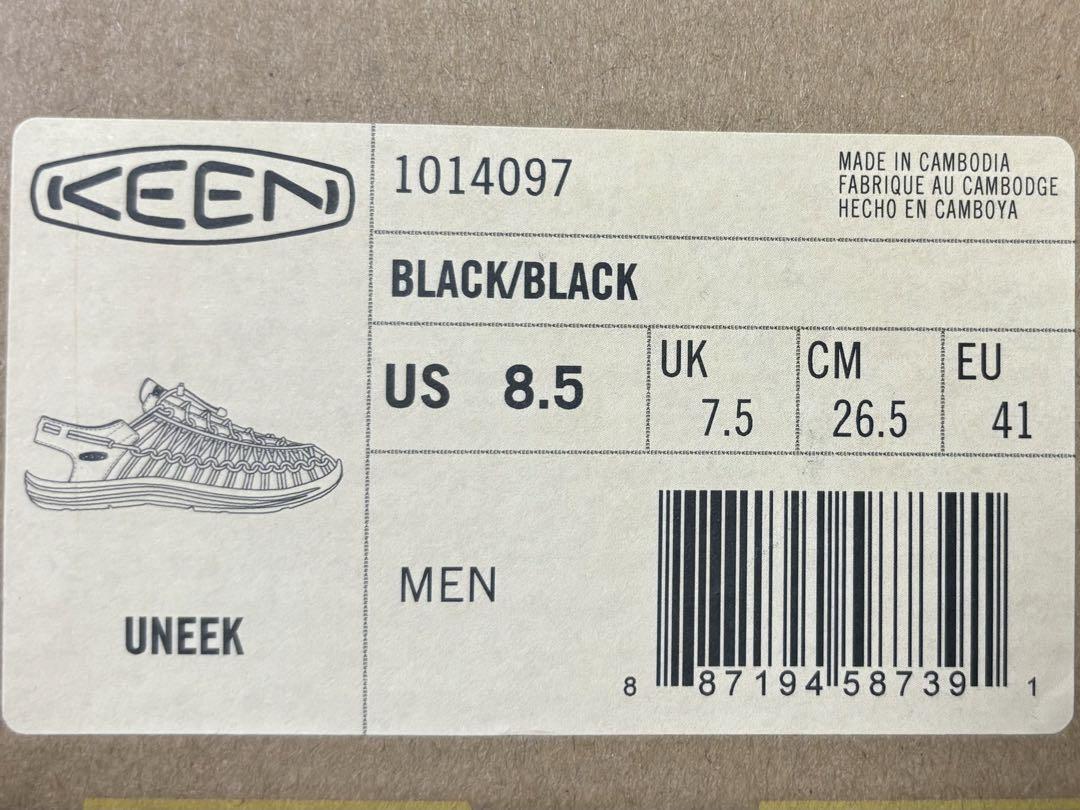 KEEN
1014097
MADE IN CAMBODIA
FABRIQUE AU CAMBODGE
HECHO EN CAMBOYA
BLACK/BLACK
US 8.5
UK 7.5
CM 26.5
EU 41
UNEEK
MEN
8 87194 58739 1